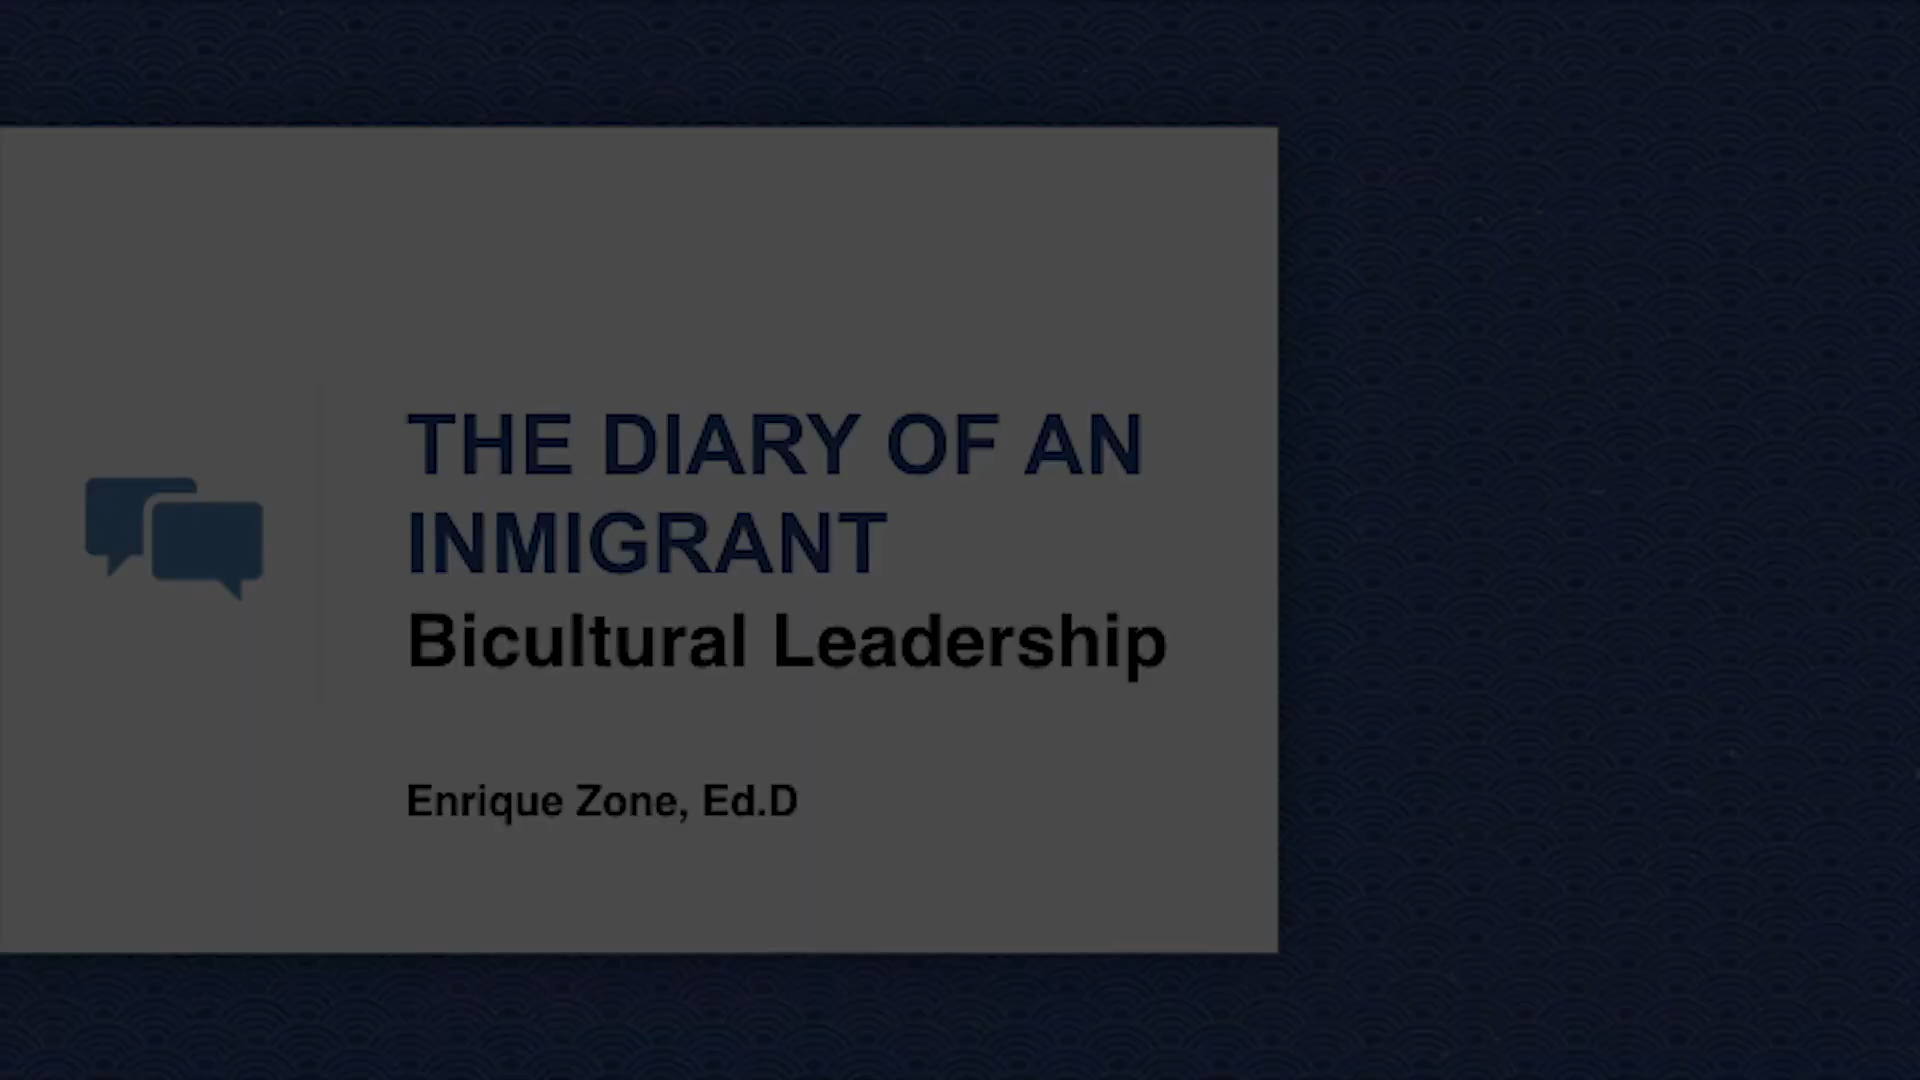 THE DIARY OF AN
INMIGRANT
Bicultural Leadership
Enrique Zone, Ed.D